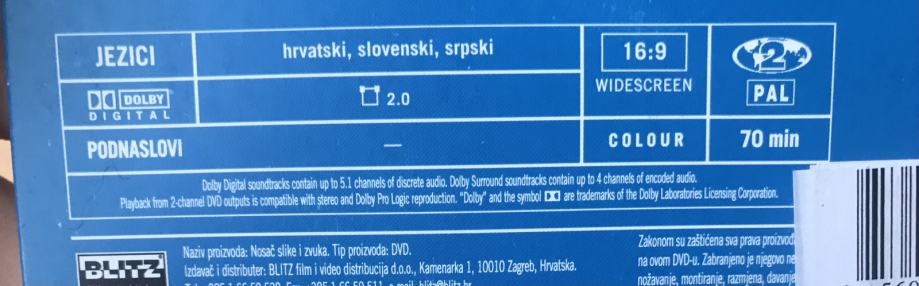 JEZICI
hrvatski, slovenski, srpski
16:9
WIDESCREEN
2
PAL
DOLBY
DIGITAL
2.0
PODNASLOVI
—
COLOUR
70 min
Dolby Digital soundtracks contain up to 5.1 channels of discrete audio. Dolby Surround soundtracks contain up to 4 channels of encoded audio.
Playback from 2-channel DVD outputs is compatible with stereo and Dolby Pro Logic reproduction. "Dolby" and the symbol are trademarks of the Dolby Laboratories Licensing Corporation.
BLITZ
Naziv proizvoda: Nosač slike i zvuka. Tip proizvoda: DVD.
Izdavač i distributer: BLITZ film i video distribucija d.o.o., Kamenarka 1, 10010 Zagreb, Hrvatska.
Zakonom su zaštićena sva prava proizvod
na ovom DVD-u. Zabranjeno je njegovo ne
nožavanje, montiranje, razmjena, davanje